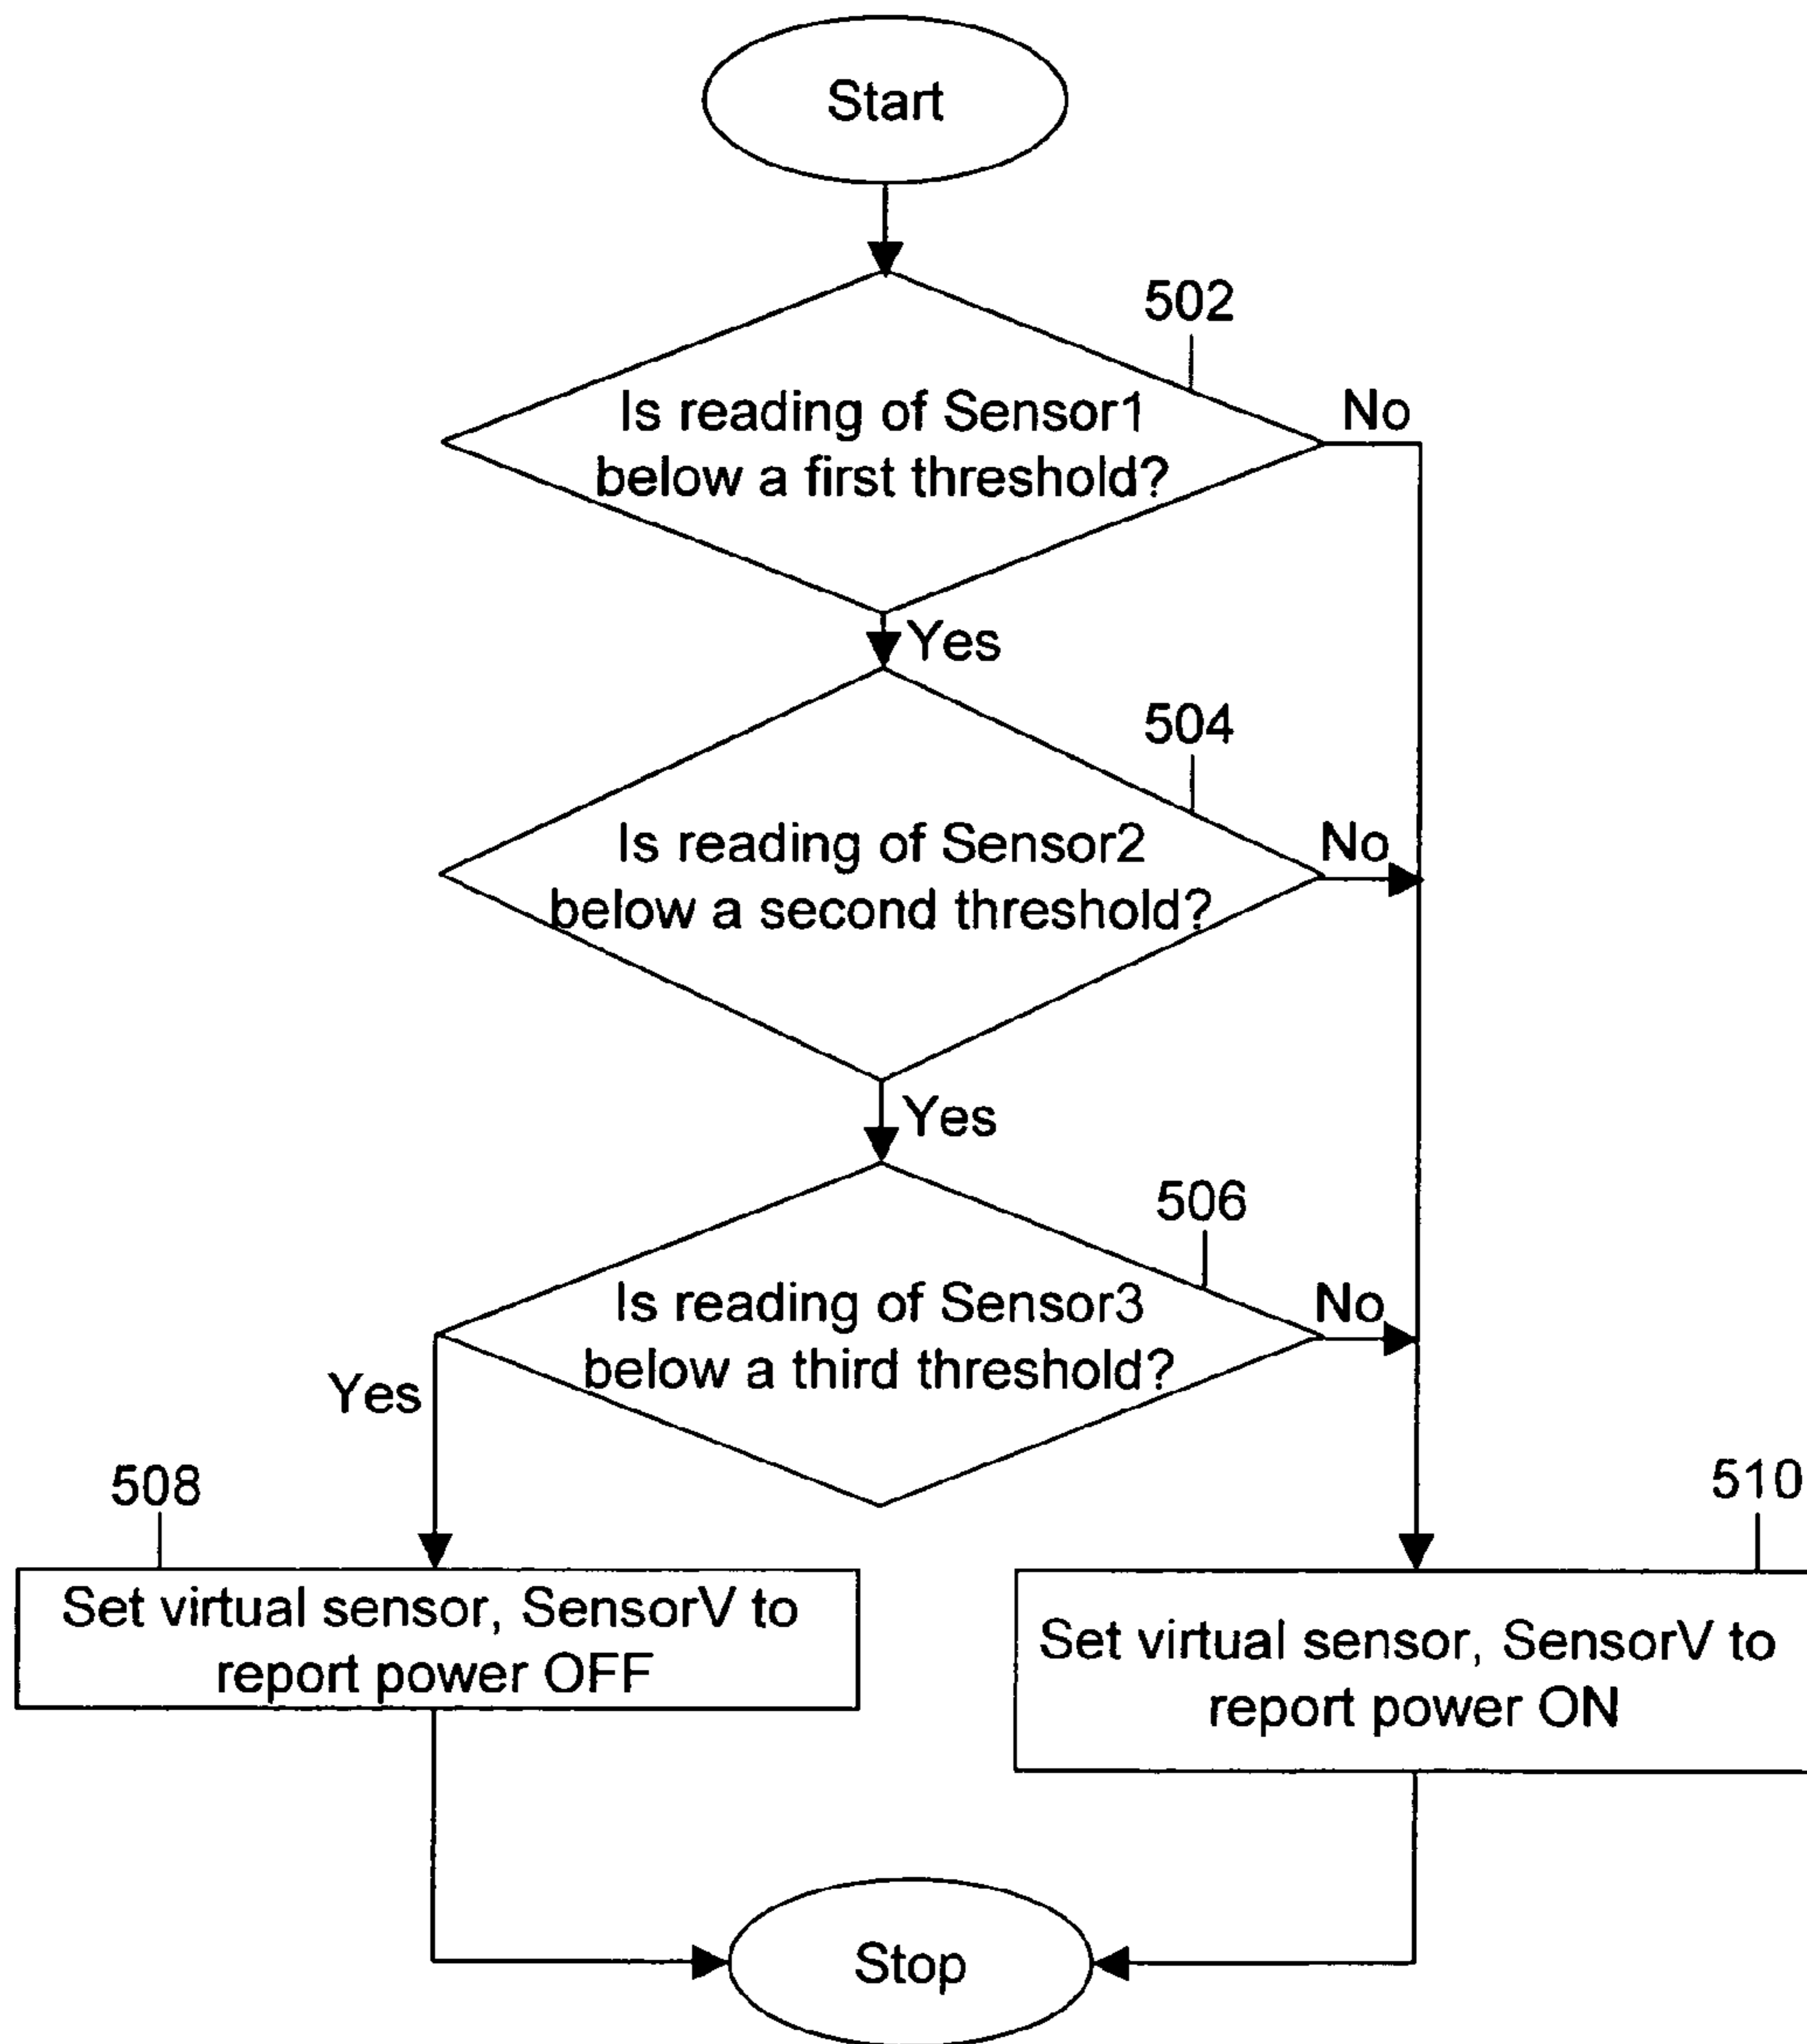 Start
502
Is reading of Sensor1
below a first threshold?
No
Yes
504
Is reading of Sensor2
below a second threshold?
No
Yes
506
Is reading of Sensor3
below a third threshold?
No
Yes
508
510
Set virtual sensor, SensorV to
report power OFF
Set virtual sensor, SensorV to
report power ON
Stop